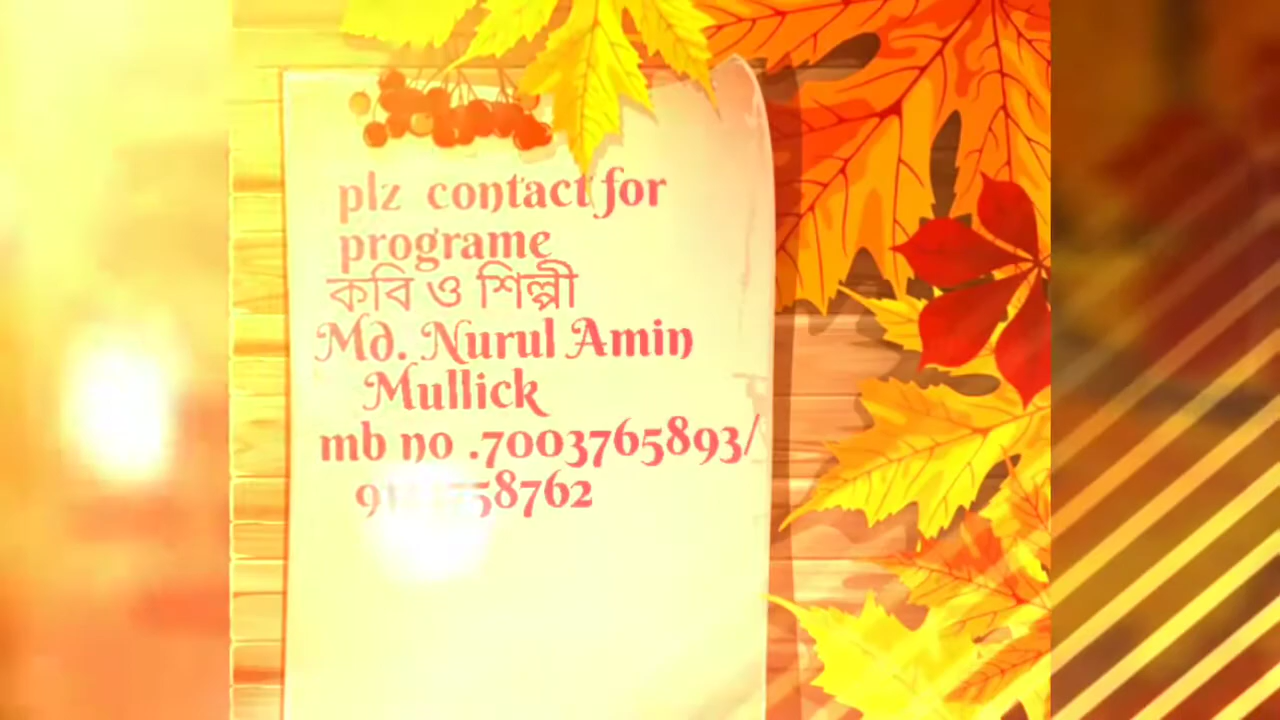 plz contact for
programe
কবি ও শিল্পী
Md. Nurul Amin
Mullick
mb no .7003765893/